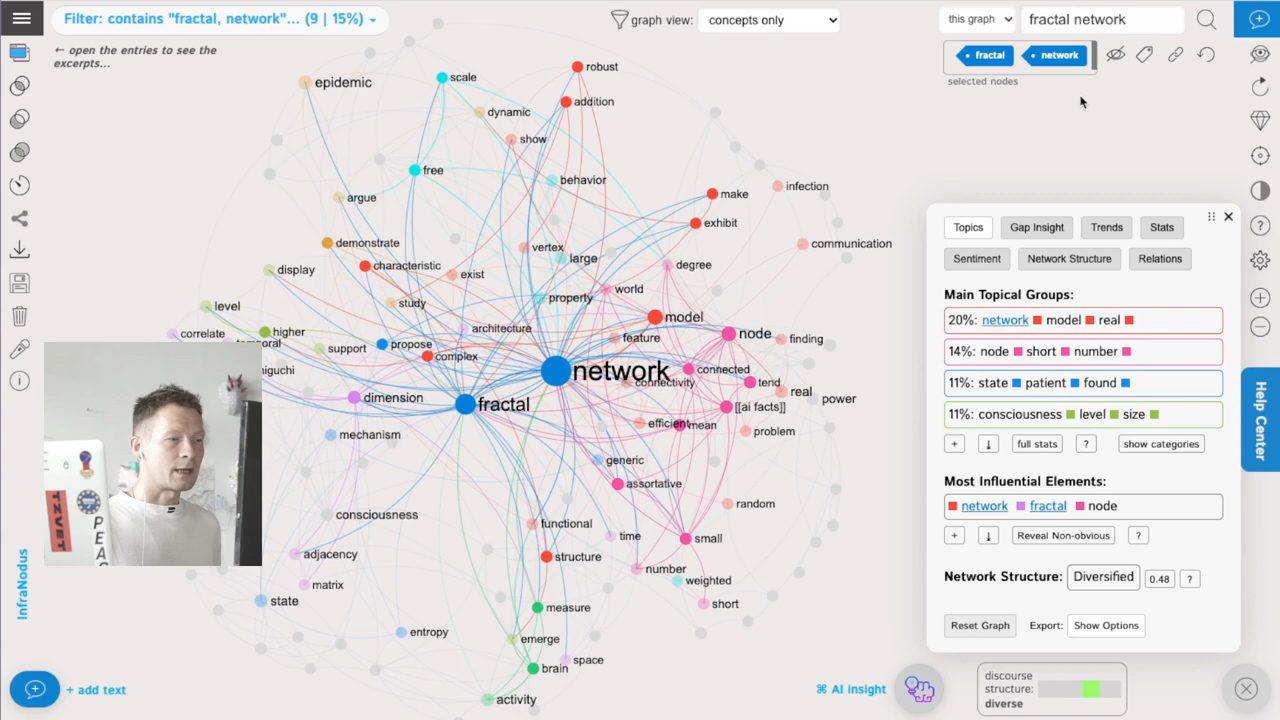 Filter: contains "fractal, network"... (9 | 15%)
graph view:
concepts only
this graph
fractal network
← open the entries to see the
excerpts...
fractal
network
selected nodes
epidemic
scale
robust
addition
dynamic
show
free
behavior
argue
make
infection
exhibit
demonstrate
vertex
large
communication
display
characteristic
exist
degree
level
study
property
world
correlate
higher
architecture
model
node
finding
support
propose
complex
feature
connected
network
connectivity
tend
real
power
dimension
fractal
[[ai facts]]
mechanism
efficient
mean
problem
generic
assortative
random
consciousness
functional
time
small
adjacency
structure
number
weighted
matrix
state
measure
short
entropy
emerge
space
brain
activity
TZVET
PEAC
InfraNodus
+ add text
⌘ AI insight
Topics
Gap Insight
Trends
Stats
Sentiment
Network Structure
Relations
Main Topical Groups:
20%: network model real
14%: node short number
11%: state patient found
11%: consciousness level size
+
full stats
?
show categories
Most Influential Elements:
network fractal node
+
Reveal Non-obvious
?
Network Structure: Diversified 0.48 ?
Reset Graph
Export:
Show Options
discourse
structure:
diverse
Help Center